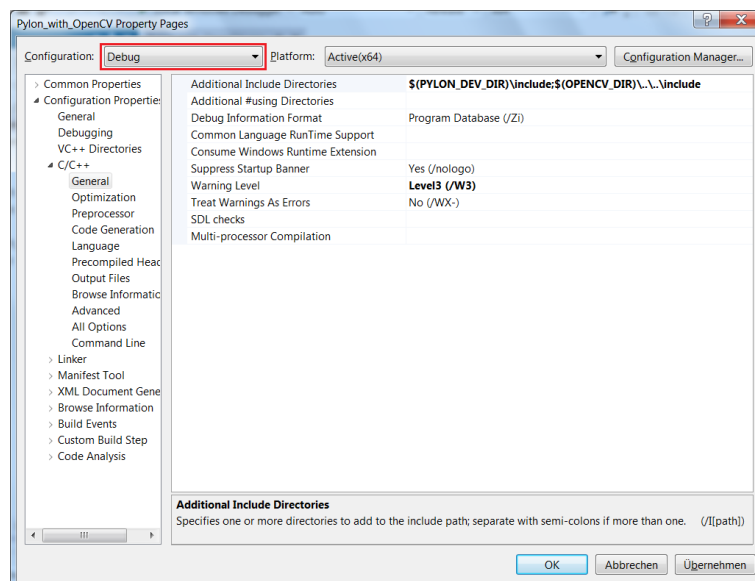 Pylon_with_OpenCV Property Pages
Configuration: Debug Platform: Active(x64) Configuration Manager...
Common Properties
Configuration Properties
General
Debugging
VC++ Directories
C/C++
General
Optimization
Preprocessor
Code Generation
Language
Precompiled Head
Output Files
Browse Informatic
Advanced
All Options
Command Line
Linker
Manifest Tool
XML Document Gene
Browse Information
Build Events
Custom Build Step
Code Analysis
Additional Include Directories $(PYLON_DEV_DIR)\include;$(OPENCV_DIR)\..\..\include
Additional #using Directories
Debug Information Format Program Database (/Zi)
Common Language RunTime Support
Consume Windows Runtime Extension
Suppress Startup Banner Yes (/nologo)
Warning Level Level3 (/W3)
Treat Warnings As Errors No (/WX-)
SDL checks
Multi-processor Compilation
Additional Include Directories
Specifies one or more directories to add to the include path; separate with semi-colons if more than one. (/I[path])
OK Abbrechen Übernehmen